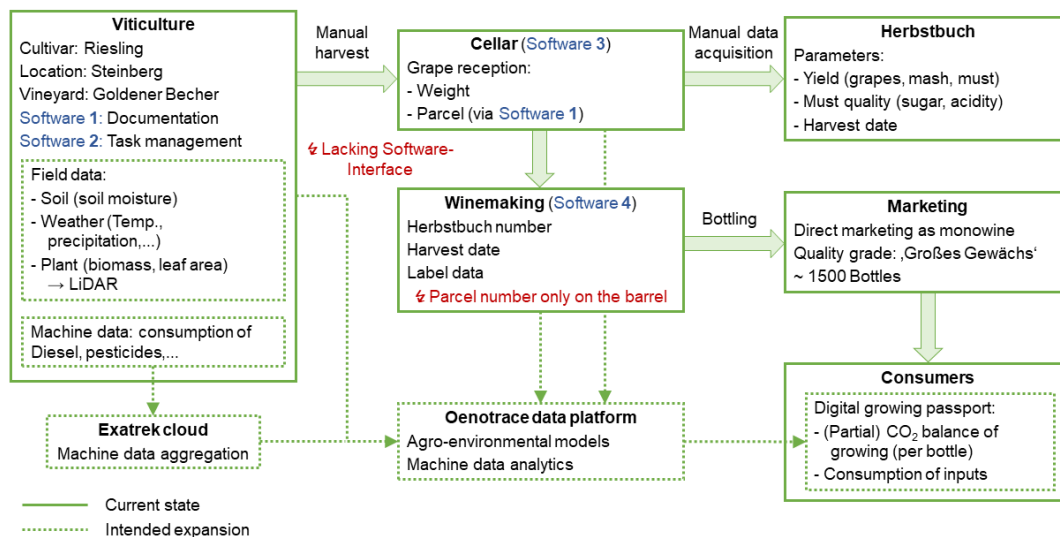 Viticulture
Cultivar: Riesling
Location: Steinberg
Vineyard: Goldener Becher
Software 1: Documentation
Software 2: Task management
Field data:
- Soil (soil moisture)
- Weather (Temp.,
precipitation,...)
- Plant (biomass, leaf area)
→ LiDAR
Machine data: consumption of
Diesel, pesticides,...
Manual
harvest
Cellar (Software 3)
Grape reception:
- Weight
- Parcel (via Software 1)
Manual data
acquisition
Herbstbuch
Parameters:
- Yield (grapes, mash, must)
- Must quality (sugar, acidity)
- Harvest date
Lacking Software-
Interface
Winemaking (Software 4)
Herbstbuch number
Harvest date
Label data
Parcel number only on the barrel
Bottling
Marketing
Direct marketing as monowine
Quality grade: ‚Großes Gewächs‘
~ 1500 Bottles
Exatrek cloud
Machine data aggregation
Oenotrace data platform
Agro-environmental models
Machine data analytics
Consumers
Digital growing passport:
- (Partial) CO₂ balance of
growing (per bottle)
- Consumption of inputs
Current state
Intended expansion